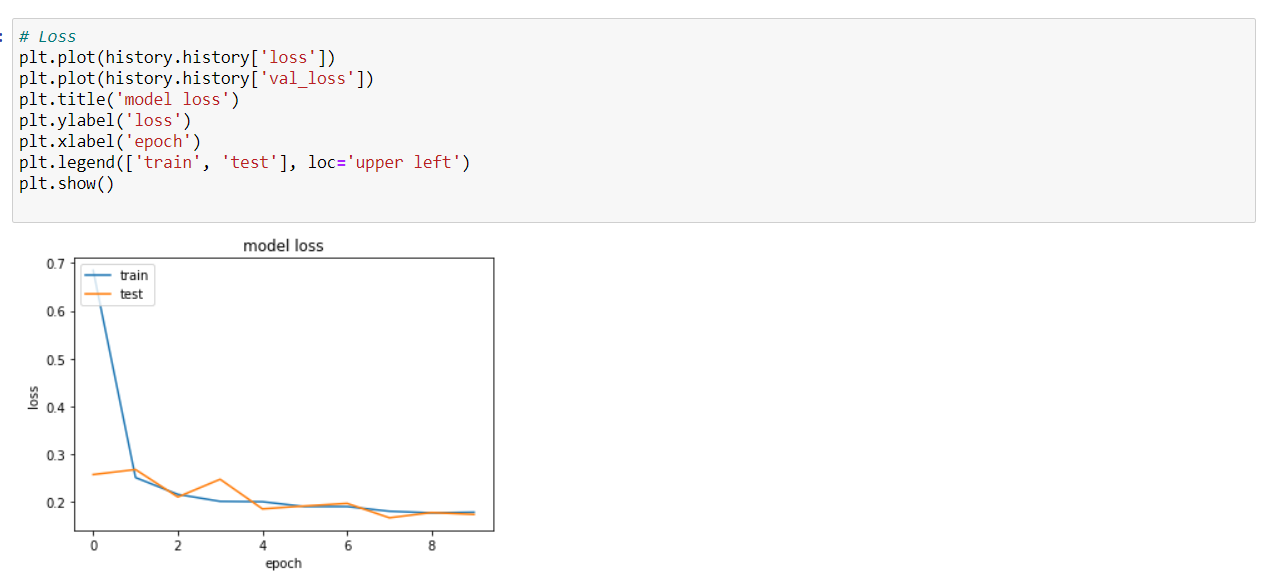 :
# Loss
plt.plot(history.history['loss'])
plt.plot(history.history['val_loss'])
plt.title('model loss')
plt.ylabel('loss')
plt.xlabel('epoch')
plt.legend(['train', 'test'], loc='upper left')
plt.show()
model loss
train
test
0.7
0.6
0.5
0.4
0.3
0.2
loss
0 2 4 6 8
epoch